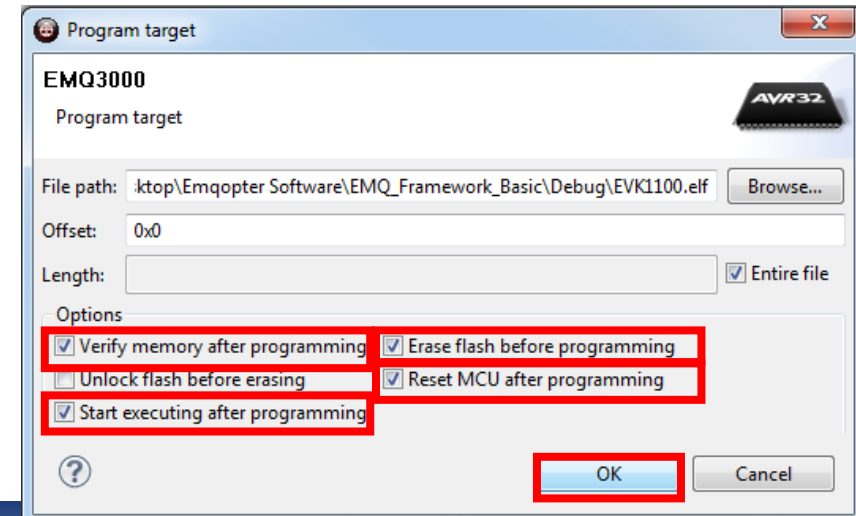 Program target
EMQ3000
Program target
AVR32
File path: :ktop\Emqopter Software\EMQ_Framework_Basic\Debug\EVK1100.elf Browse...
Offset: 0x0
Length: Entire file
Options
Verify memory after programming Erase flash before programming
Unlock flash before erasing Reset MCU after programming
Start executing after programming
? OK Cancel